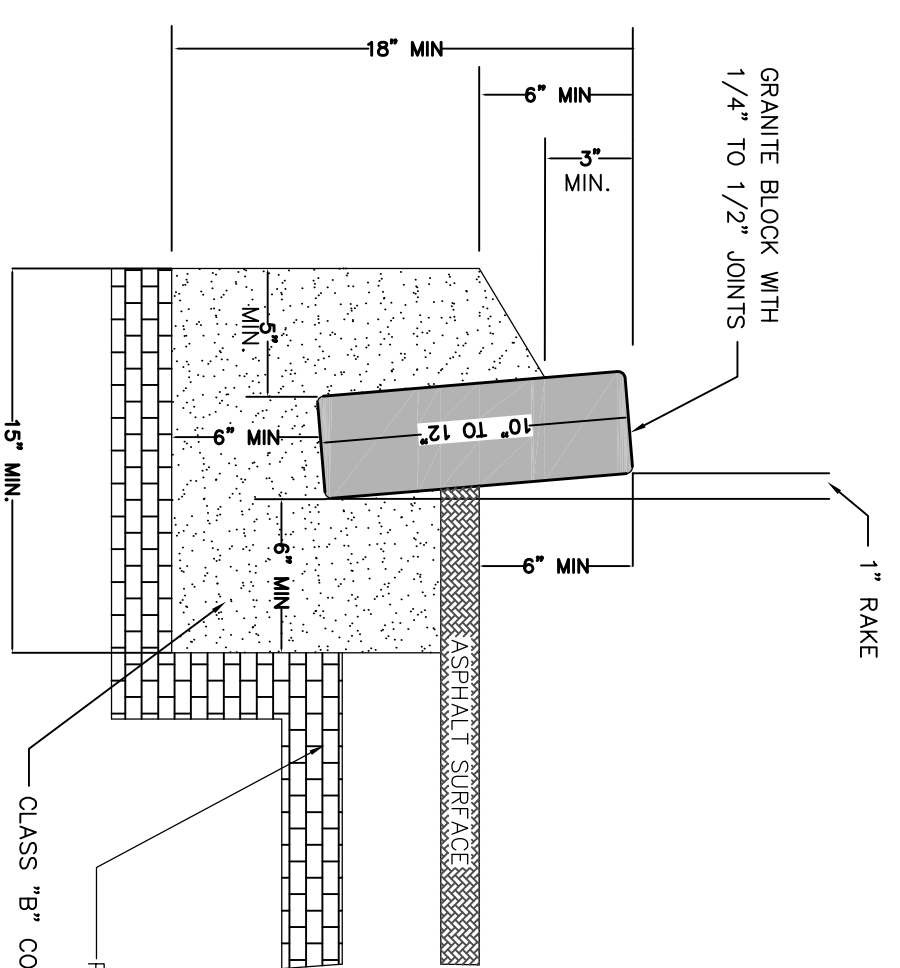 18" MIN
6" MIN
3"
MIN.
GRANITE BLOCK WITH
1/4" TO 1/2" JOINTS
5"
MIN.
10" TO 12"
6" MIN
6" MIN
6" MIN
1" RAKE
15" MIN.
ASPHALT SURFACE
CLASS "B" CO